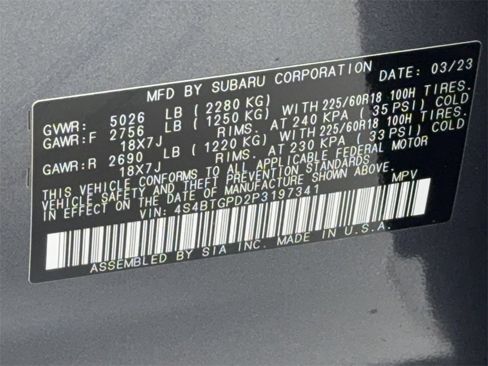 MFD BY SUBARU CORPORATION DATE: 03/23
GVWR: 5026 LB (2280 KG)
GAWR:F 2756 LB (1250 KG) WITH 225/60R18 100H TIRES,
18X7J RIMS, AT 240 KPA (35 PSI) COLD
GAWR:R 2690 LB (1220 KG) WITH 225/60R18 100H TIRES,
18X7J RIMS, AT 230 KPA (33 PSI) COLD
THIS VEHICLE CONFORMS TO ALL APPLICABLE FEDERAL MOTOR
VEHICLE SAFETY, BUMPER, AND THEFT PREVENTION STANDARDS
IN EFFECT ON THE DATE OF MANUFACTURE SHOWN ABOVE.
VIN: 4S4BTGPD2P3197341 MPV
ASSEMBLED BY SIA INC. MADE IN U.S.A.